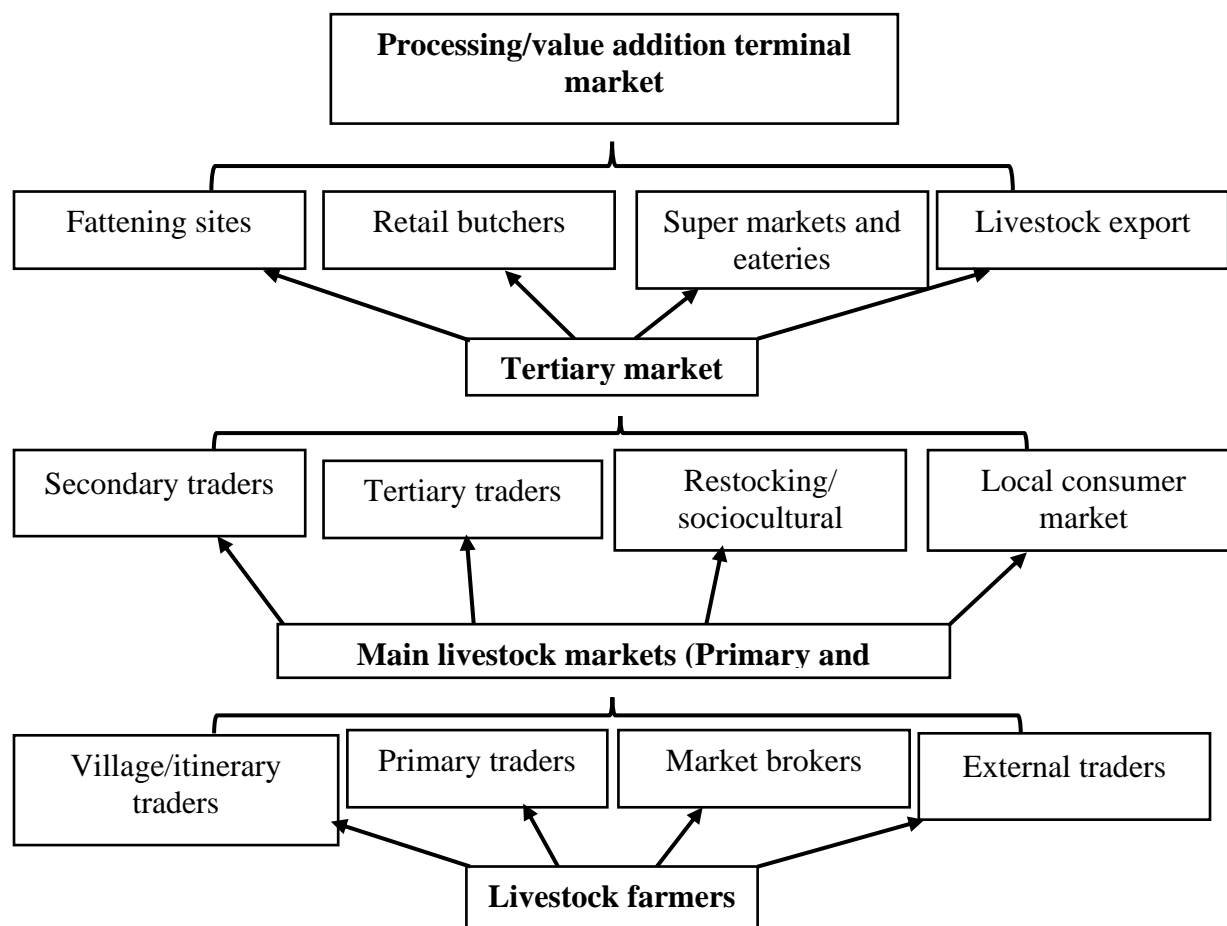 Processing/value addition terminal
market
Fattening sites
Retail butchers
Super markets and
eateries
Livestock export
Tertiary market
Secondary traders
Tertiary traders
Restocking/
sociocultural
Local consumer
market
Main livestock markets (Primary and
Village/itinerary
traders
Primary traders
Market brokers
External traders
Livestock farmers